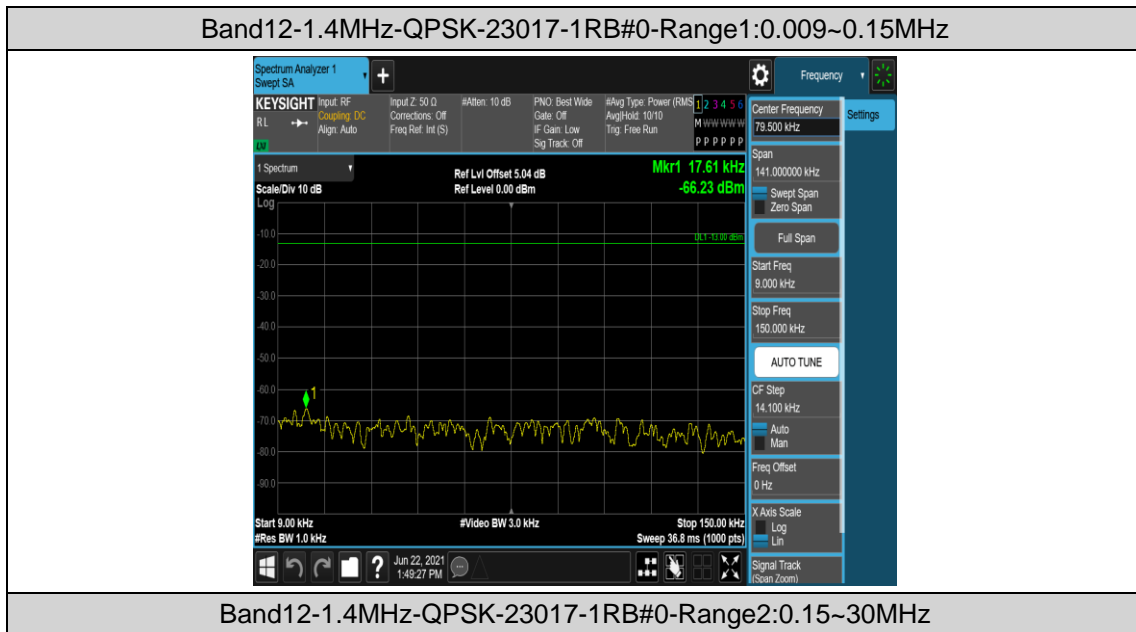 Band12-1.4MHz-QPSK-23017-1RB#0-Range1:0.009~0.15MHz
Spectrum Analyzer 1
Swept SA
Frequency
KEYSIGHT
RL
Input: RF
Coupling: DC
Align: Auto
Input Z: 50 Ω
Corrections: Off
Freq Ref: Int (S)
#Atten: 10 dB
PNO: Best Wide
Gate: Off
IF Gain: Low
Sig Track: Off
#Avg Type: Power (RMS
Avg|Hold: 10/10
Trig: Free Run
1 2 3 4 5 6
M W W W W W
P P P P P P
Center Frequency
79.500 kHz
Settings
1 Spectrum
Scale/Div 10 dB
Log
Ref Lvl Offset 5.04 dB
Ref Level 0.00 dBm
Mkr1 17.61 kHz
-66.23 dBm
Span
141.000000 kHz
Swept Span
Zero Span
Full Span
Start Freq
9.000 kHz
Stop Freq
150.000 kHz
AUTO TUNE
CF Step
14.100 kHz
Auto
Man
Freq Offset
0 Hz
X Axis Scale
Log
Lin
Signal Track
(Span Zoom)
DL1 -13.00 dBm
-10.0
-20.0
-30.0
-40.0
-50.0
-60.0
1
-70.0
-80.0
-90.0
Start 9.00 kHz
#Res BW 1.0 kHz
#Video BW 3.0 kHz
Stop 150.00 kHz
Sweep 36.8 ms (1000 pts)
?
Jun 22, 2021
1:49:27 PM
Band12-1.4MHz-QPSK-23017-1RB#0-Range2:0.15~30MHz